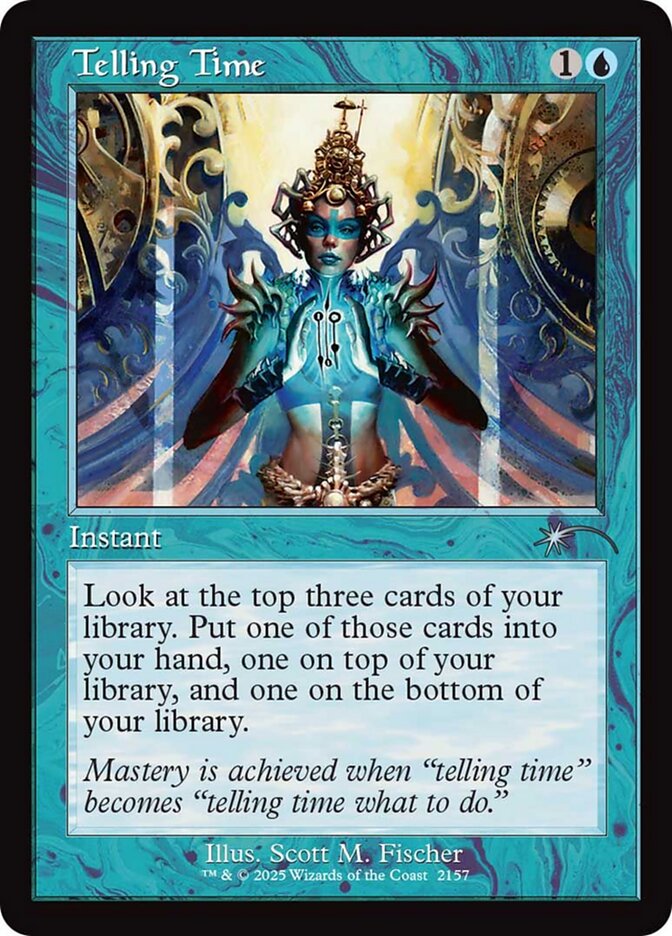 Telling Time
1
Instant
Look at the top three cards of your
library. Put one of those cards into
your hand, one on top of your
library, and one on the bottom of
your library.
Mastery is achieved when “telling time”
becomes “telling time what to do.”
Illus. Scott M. Fischer
™ & © 2025 Wizards of the Coast 2157